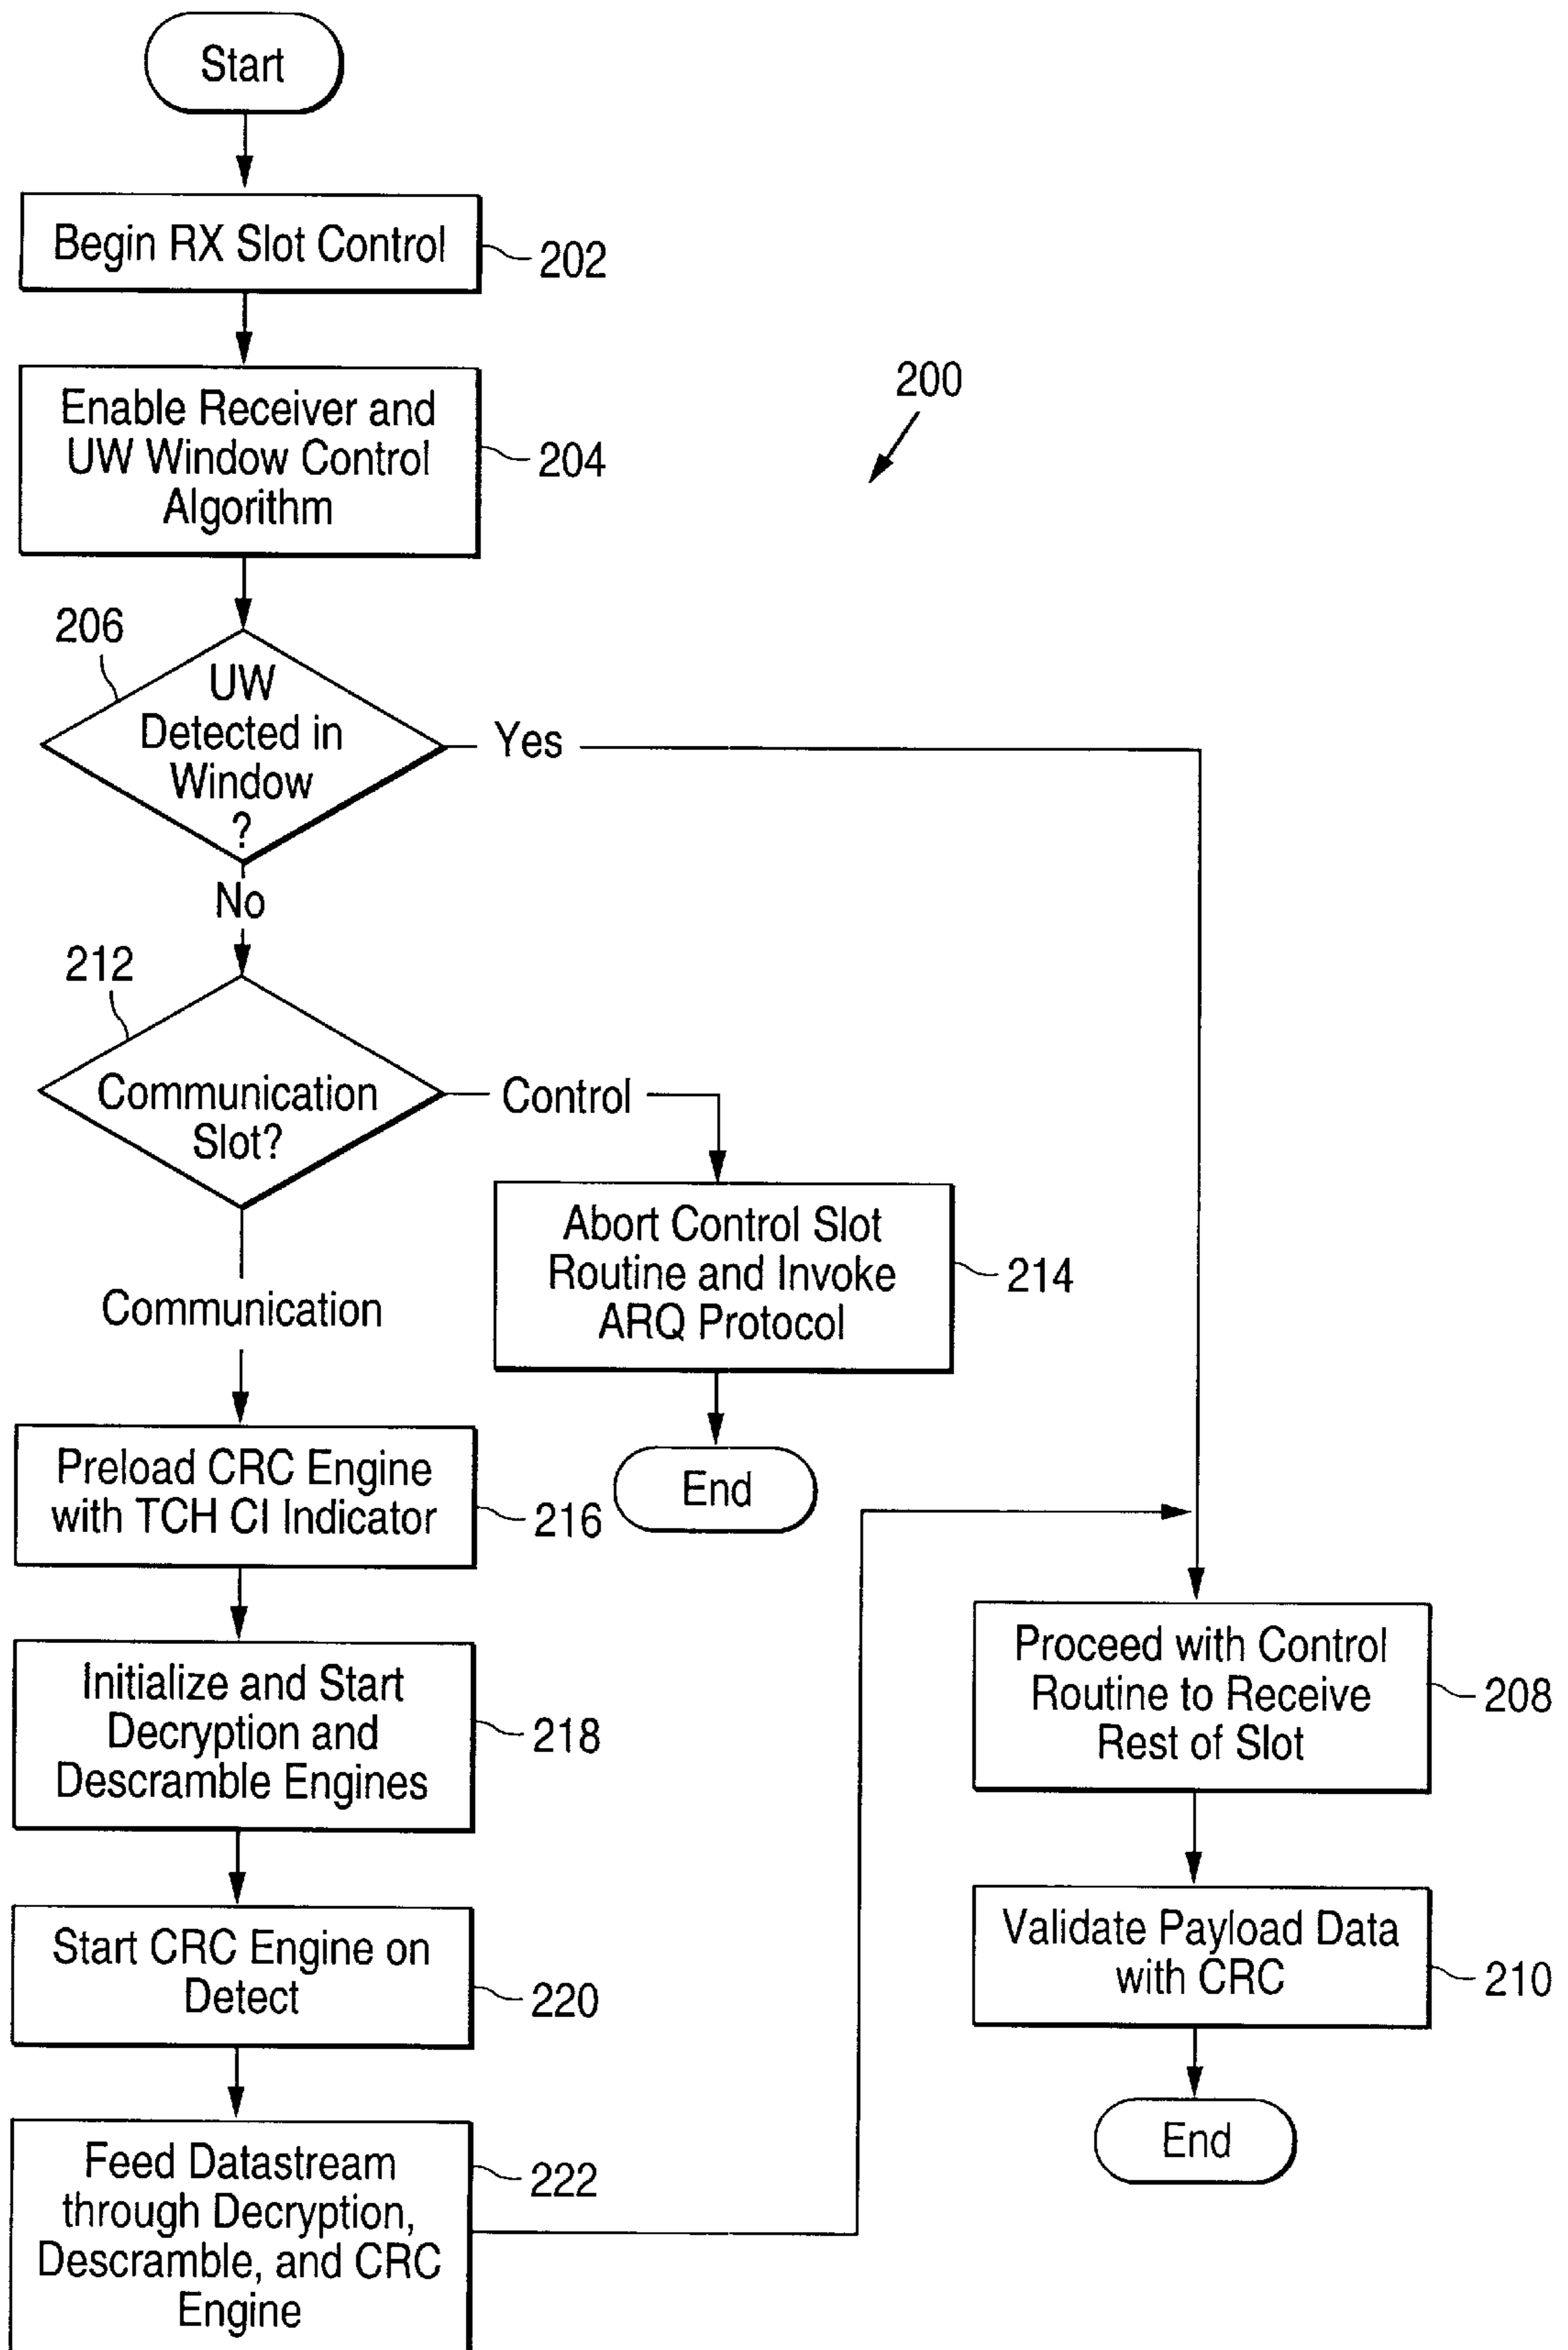 Start
Begin RX Slot Control
202
Enable Receiver and
UW Window Control
Algorithm
204
200
206
UW
Detected in
Window
?
Yes
No
212
Communication
Slot?
Control
Communication
Abort Control Slot
Routine and Invoke
ARQ Protocol
214
End
Preload CRC Engine
with TCH CI Indicator
216
Initialize and Start
Decryption and
Descramble Engines
218
Start CRC Engine on
Detect
220
Feed Datastream
through Decryption,
Descramble, and CRC
Engine
222
Proceed with Control
Routine to Receive
Rest of Slot
208
Validate Payload Data
with CRC
210
End